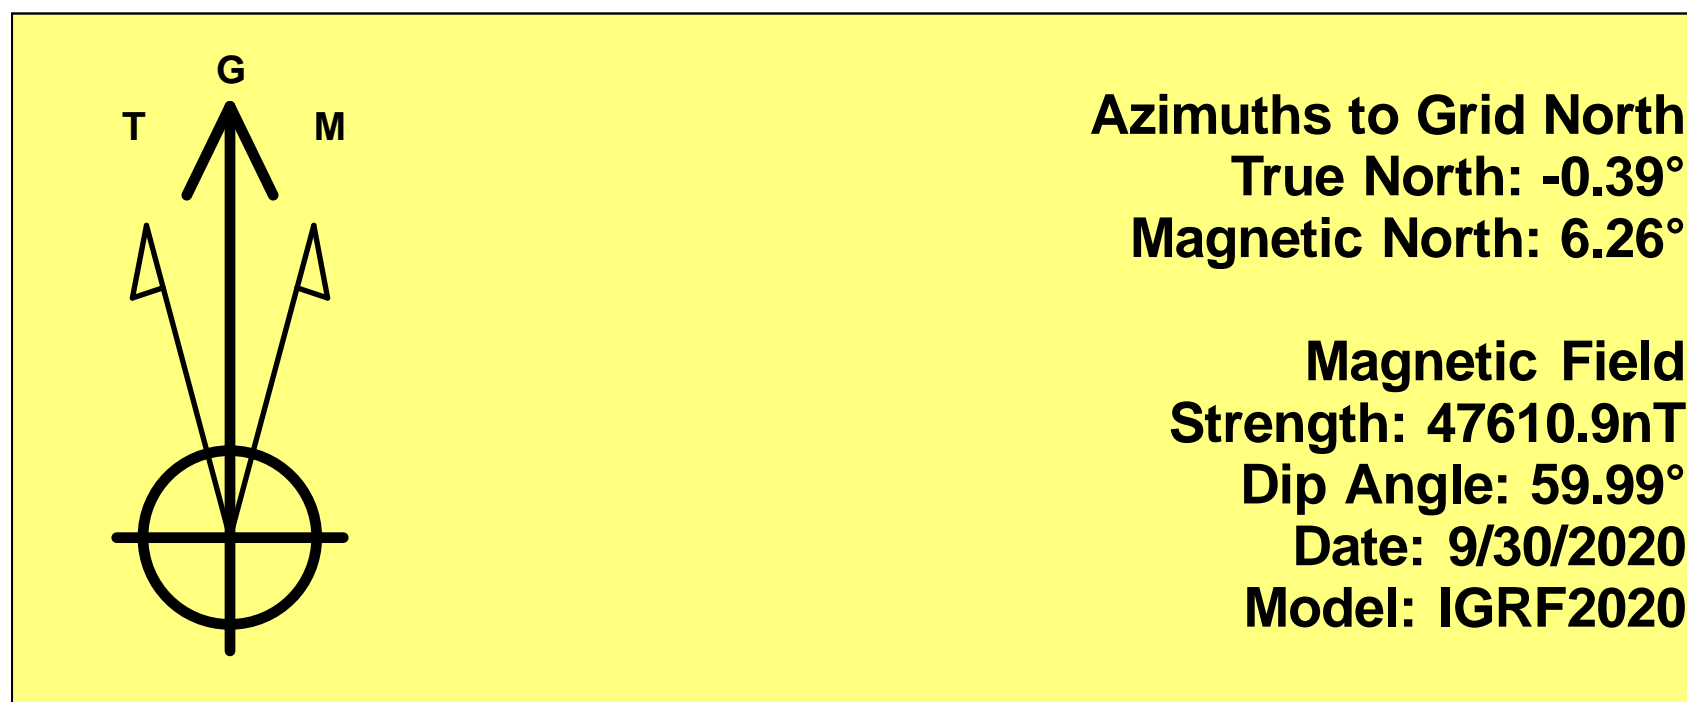 G
T M
Azimuths to Grid North
True North: -0.39°
Magnetic North: 6.26°
Magnetic Field
Strength: 47610.9nT
Dip Angle: 59.99°
Date: 9/30/2020
Model: IGRF2020